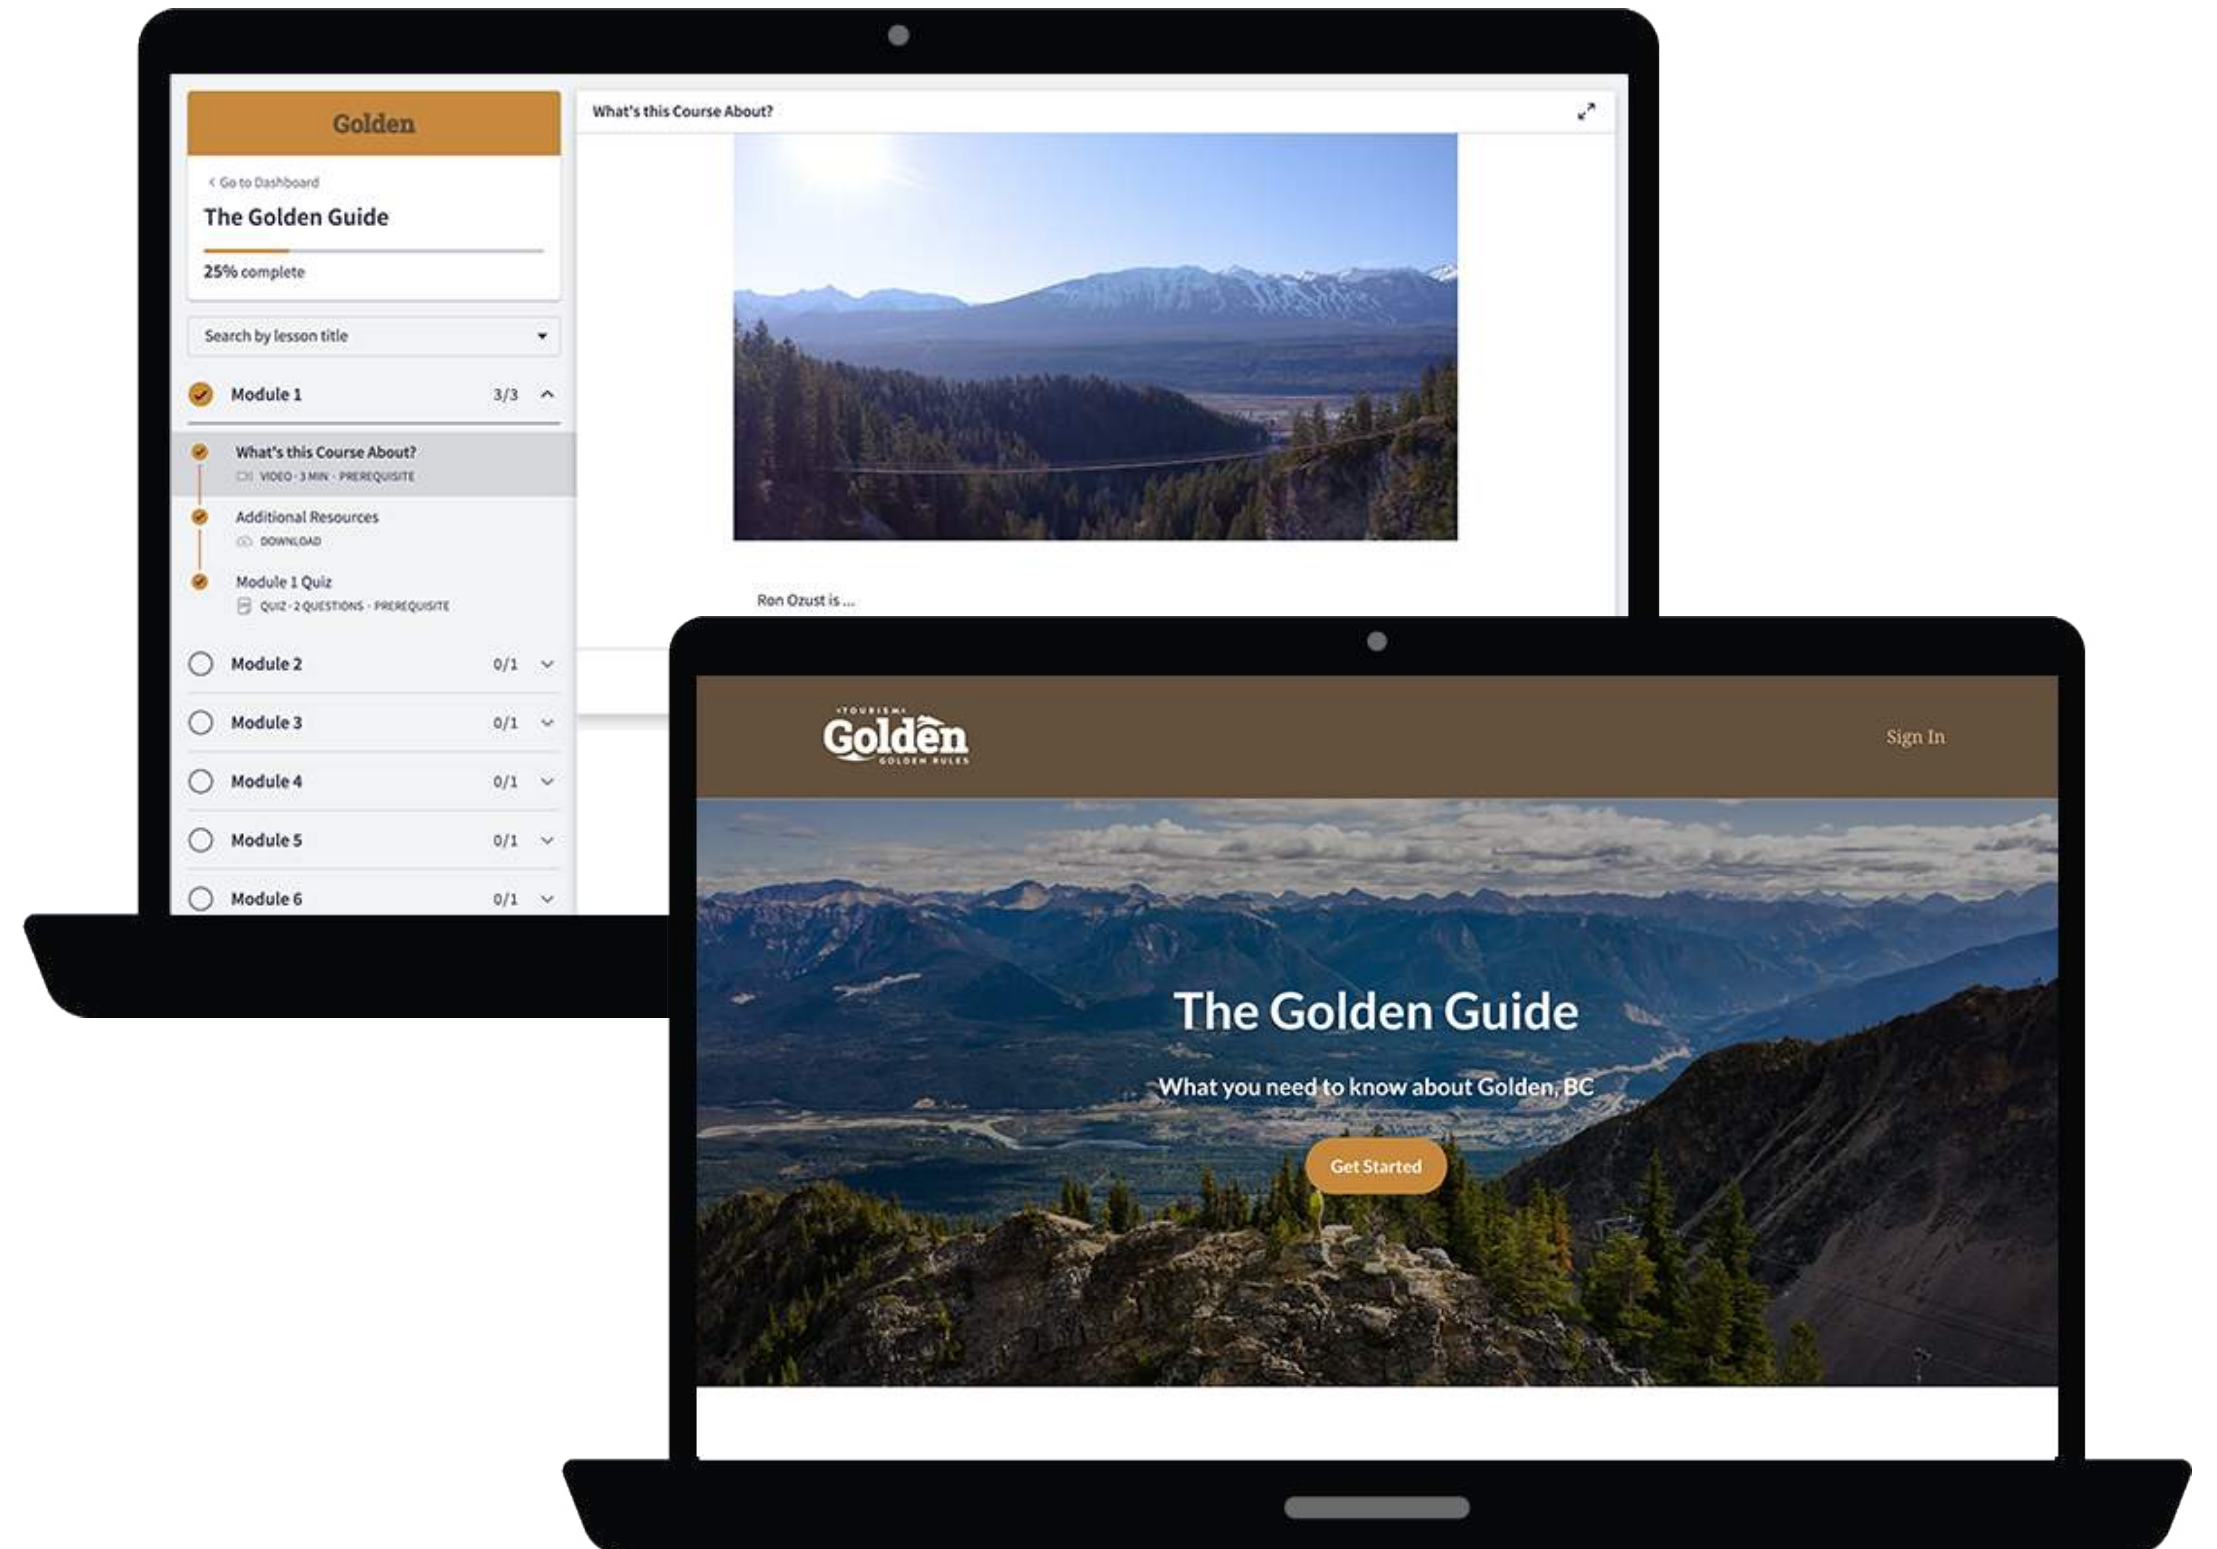 Golden
Go to Dashboard
The Golden Guide
25% complete
Search by lesson title
Module 1 3/3
What's this Course About?
VIDEO · 3 MIN · PREREQUISITE
Additional Resources
DOWNLOAD
Module 1 Quiz
QUIZ · 2 QUESTIONS · PREREQUISITE
Module 2 0/1
Module 3 0/1
Module 4 0/1
Module 5 0/1
Module 6 0/1
What's this Course About?
Ron Ozust is ...
TOURISM
Golden
GOLDEN RULES
Sign In
The Golden Guide
What you need to know about Golden, BC
Get Started